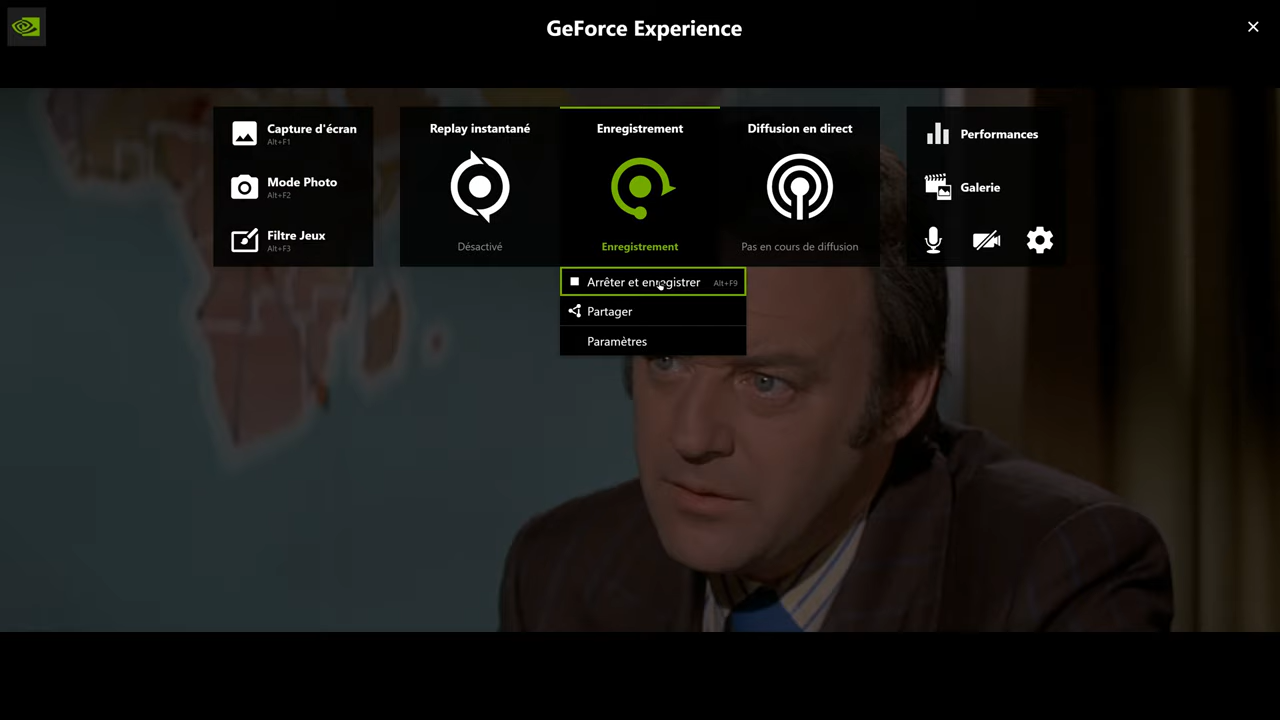 GeForce Experience
Capture d'écran
Alt+F1
Mode Photo
Alt+F2
Filtre Jeux
Alt+F3
Replay instantané
Désactivé
Enregistrement
Enregistrement
Diffusion en direct
Pas en cours de diffusion
Performances
Galerie
Arrêter et enregistrer Alt+F9
Partager
Paramètres